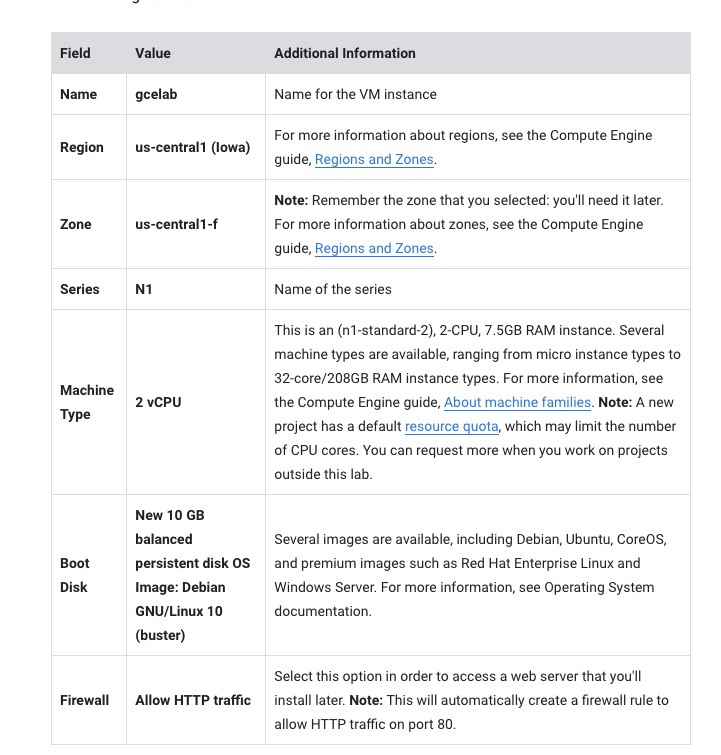 Field Value Additional Information
Name gcelab Name for the VM instance
Region us-central1 (Iowa) For more information about regions, see the Compute Engine
guide, Regions and Zones.
Zone us-central1-f Note: Remember the zone that you selected: you'll need it later.
For more information about zones, see the Compute Engine
guide, Regions and Zones.
Series N1 Name of the series
Machine
Type
2 vCPU
This is an (n1-standard-2), 2-CPU, 7.5GB RAM instance. Several
machine types are available, ranging from micro instance types to
32-core/208GB RAM instance types. For more information, see
the Compute Engine guide, About machine families. Note: A new
project has a default resource quota, which may limit the number
of CPU cores. You can request more when you work on projects
outside this lab.
Boot
Disk
New 10 GB
balanced
persistent disk OS
Image: Debian
GNU/Linux 10
(buster)
Several images are available, including Debian, Ubuntu, CoreOS,
and premium images such as Red Hat Enterprise Linux and
Windows Server. For more information, see Operating System
documentation.
Firewall Allow HTTP traffic
Select this option in order to access a web server that you'll
install later. Note: This will automatically create a firewall rule to
allow HTTP traffic on port 80.